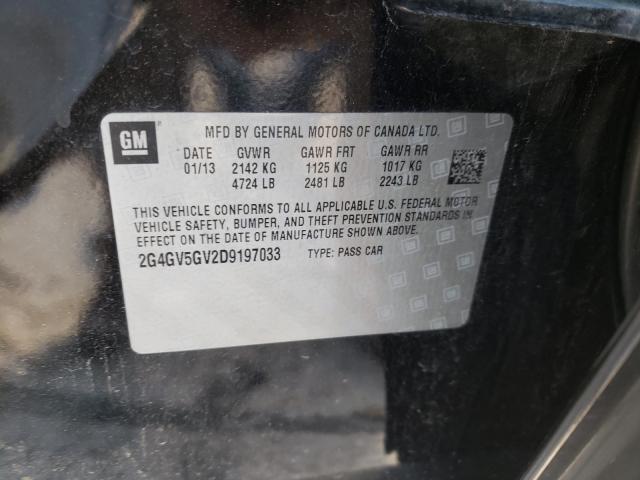 GM
MFD BY GENERAL MOTORS OF CANADA LTD.
DATE GVWR GAWR FRT GAWR RR
01/13 2142 KG 1125 KG 1017 KG
4724 LB 2481 LB 2243 LB
THIS VEHICLE CONFORMS TO ALL APPLICABLE U.S. FEDERAL MOTOR
VEHICLE SAFETY, BUMPER, AND THEFT PREVENTION STANDARDS IN
EFFECT ON THE DATE OF MANUFACTURE SHOWN ABOVE.
2G4GV5GV2D9197033 TYPE: PASS CAR